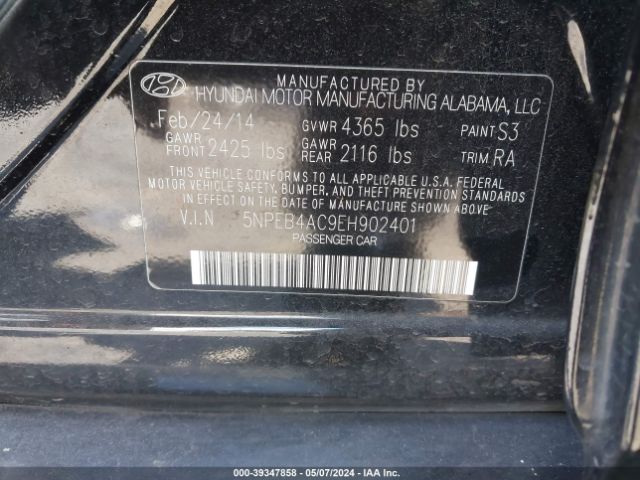 MANUFACTURED BY
HYUNDAI MOTOR MANUFACTURING ALABAMA, LLC
Feb/24/14 GVWR 4365 lbs PAINT S3
GAWR FRONT 2425 lbs GAWR REAR 2116 lbs TRIM RA
THIS VEHICLE CONFORMS TO ALL APPLICABLE U.S.A. FEDERAL
MOTOR VEHICLE SAFETY, BUMPER, AND THEFT PREVENTION STANDARDS
IN EFFECT ON THE DATE OF MANUFACTURE SHOWN ABOVE.
V.I.N 5NPEB4AC9EH902401
PASSENGER CAR
000-39347858 - 05/07/2024 - IAA Inc.